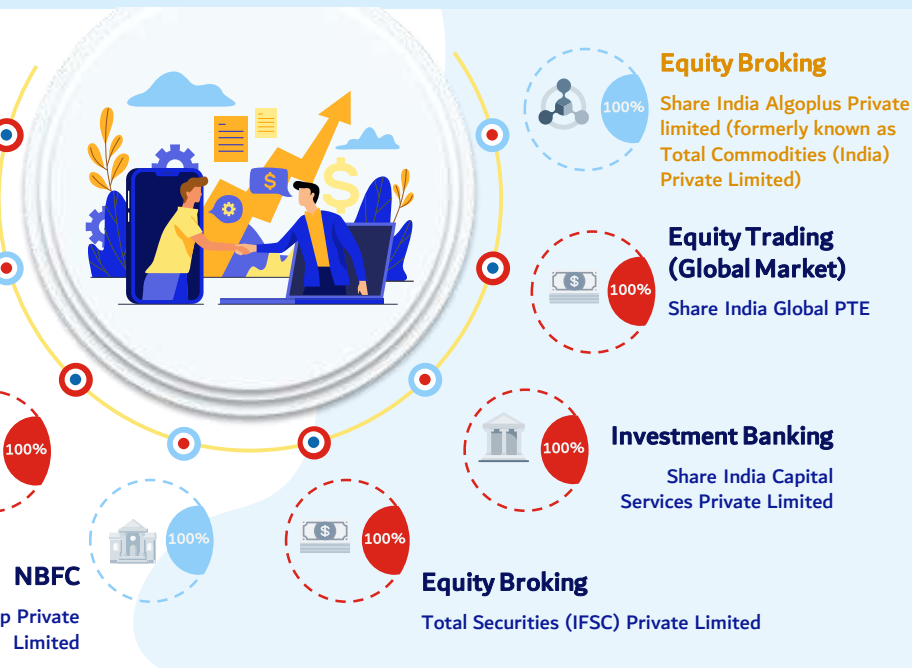 Equity Broking
100%
Share India Algoplus Private
limited (formerly known as
Total Commodities (India)
Private Limited)
Equity Trading
(Global Market)
100%
Share India Global PTE
Investment Banking
100%
Share India Capital
Services Private Limited
100%
100%
NBFC
p Private
Limited
100%
Equity Broking
Total Securities (IFSC) Private Limited